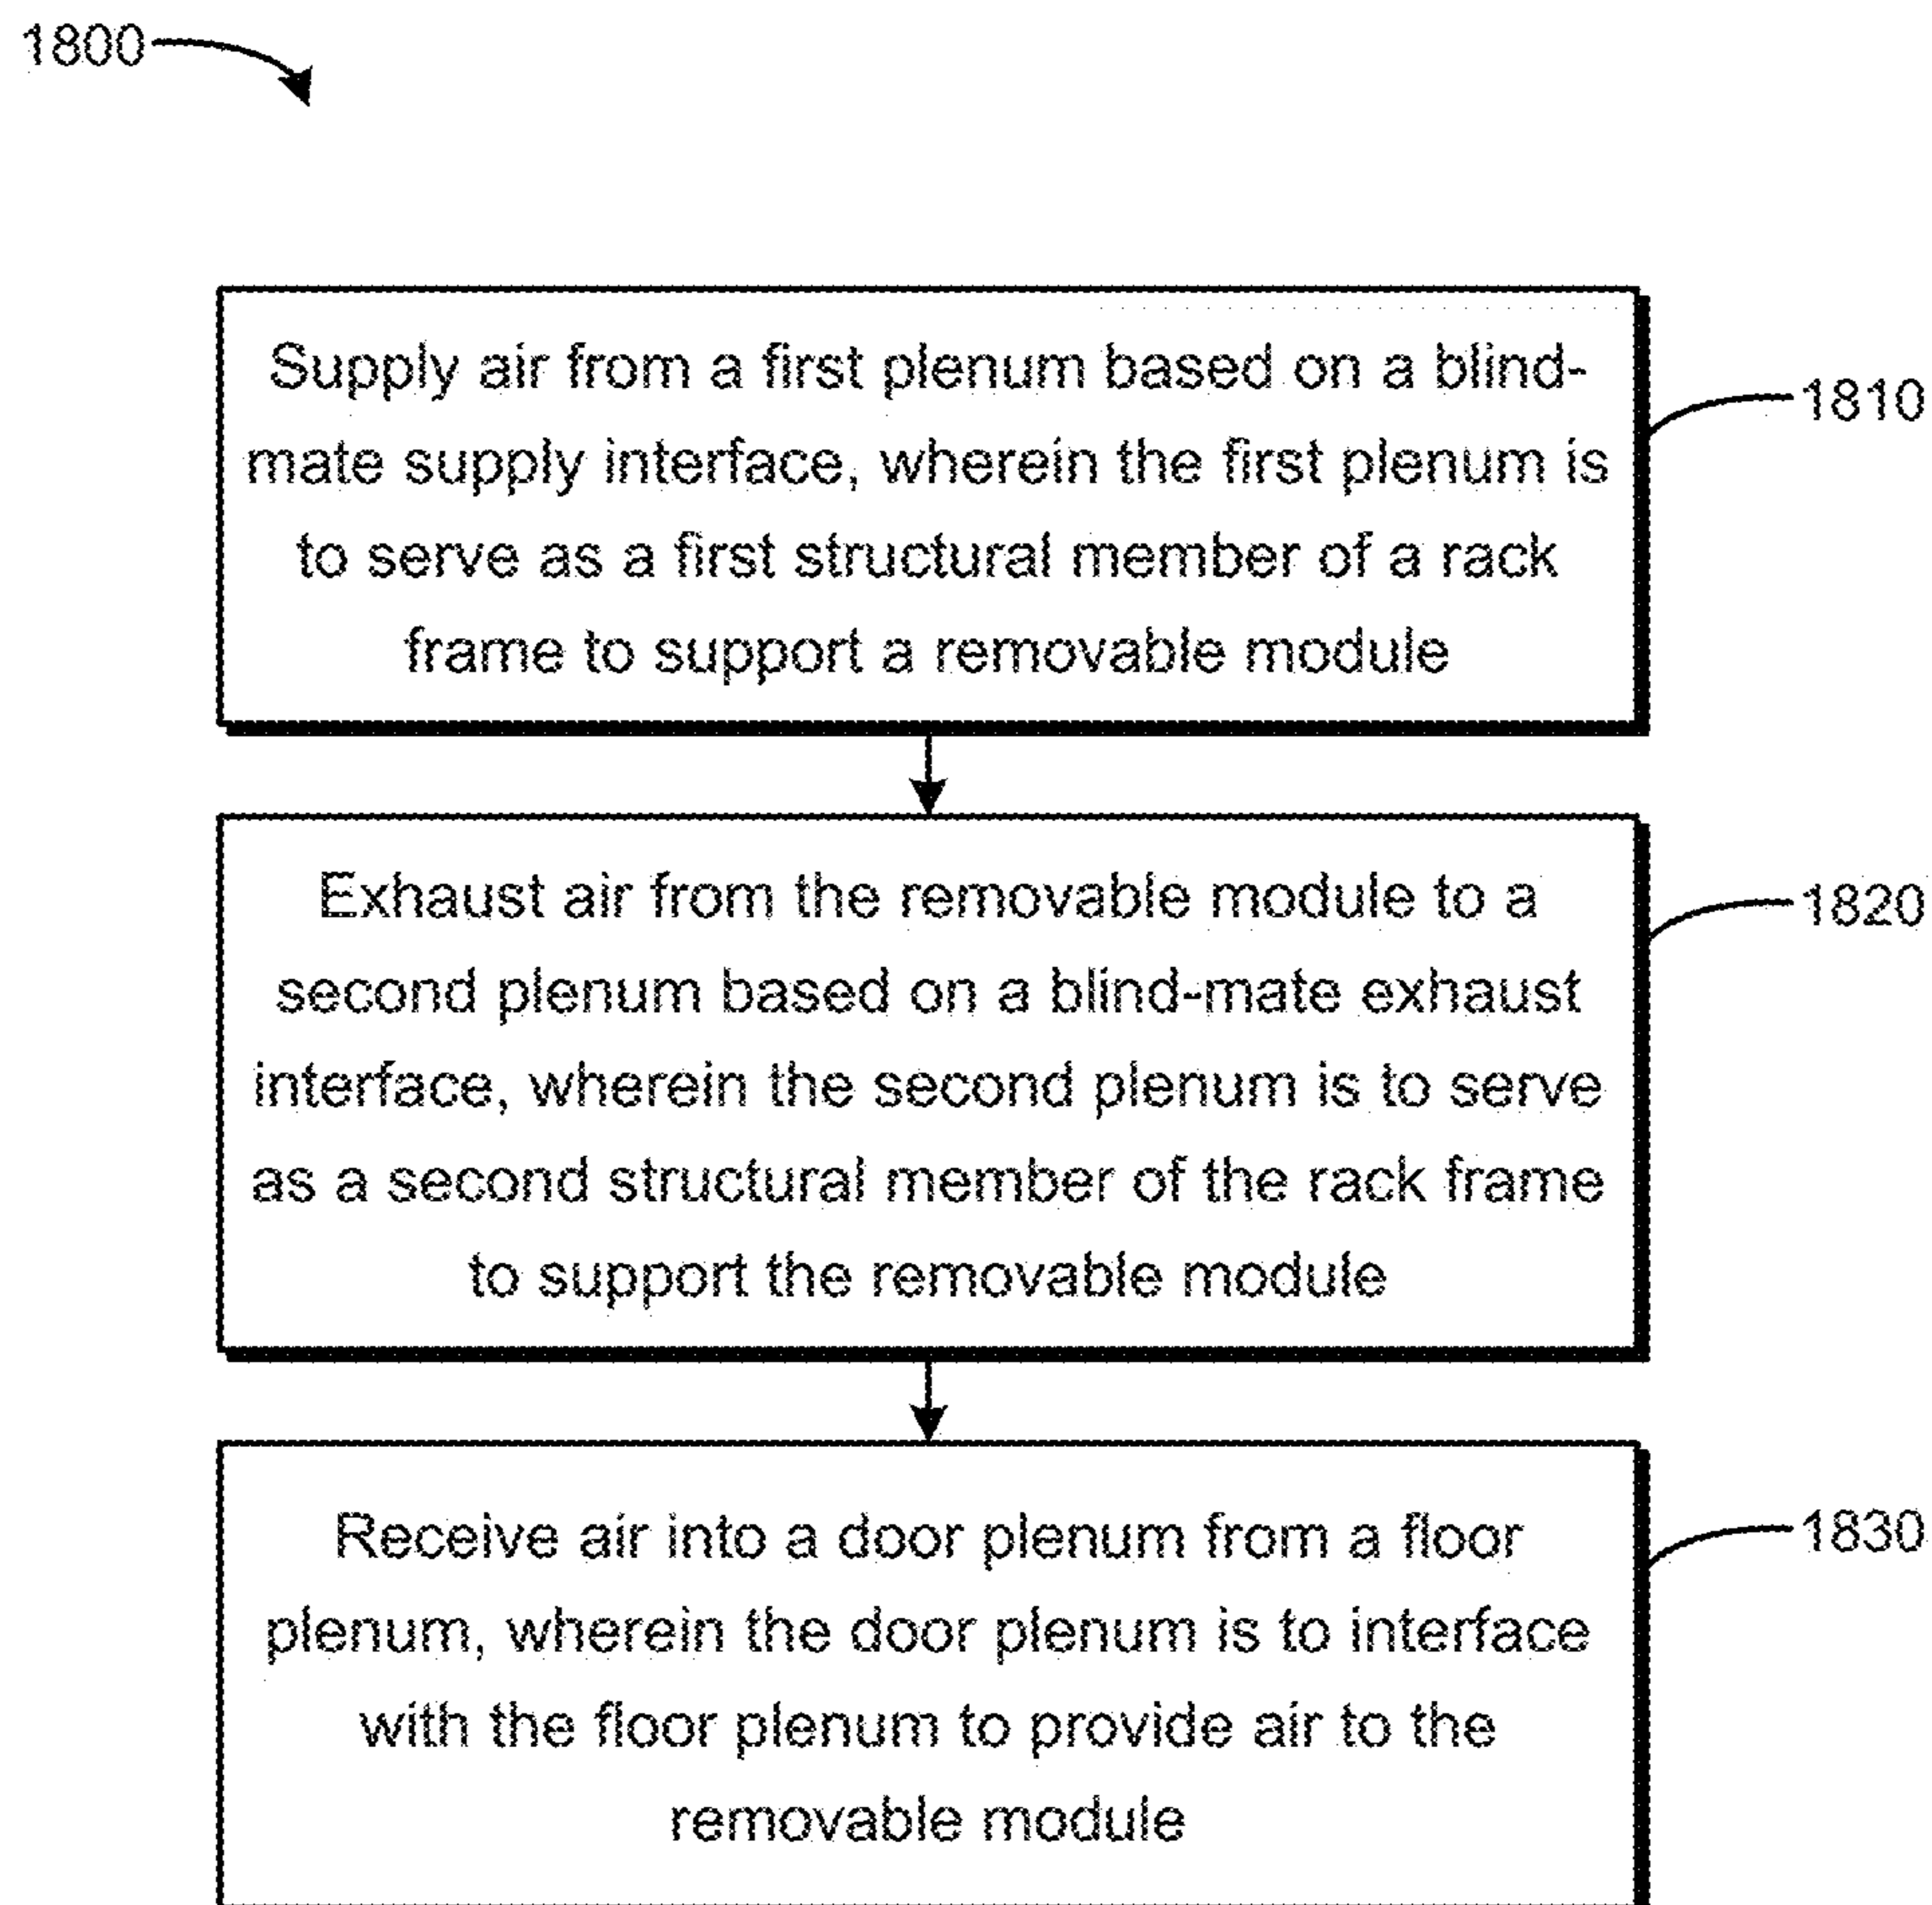 1800
Supply air from a first plenum based on a blind-
mate supply interface, wherein the first plenum is
to serve as a first structural member of a rack
frame to support a removable module
1810
Exhaust air from the removable module to a
second plenum based on a blind-mate exhaust
interface, wherein the second plenum is to serve
as a second structural member of the rack frame
to support the removable module
1820
Receive air into a door plenum from a floor
plenum, wherein the door plenum is to interface
with the floor plenum to provide air to the
removable module
1830